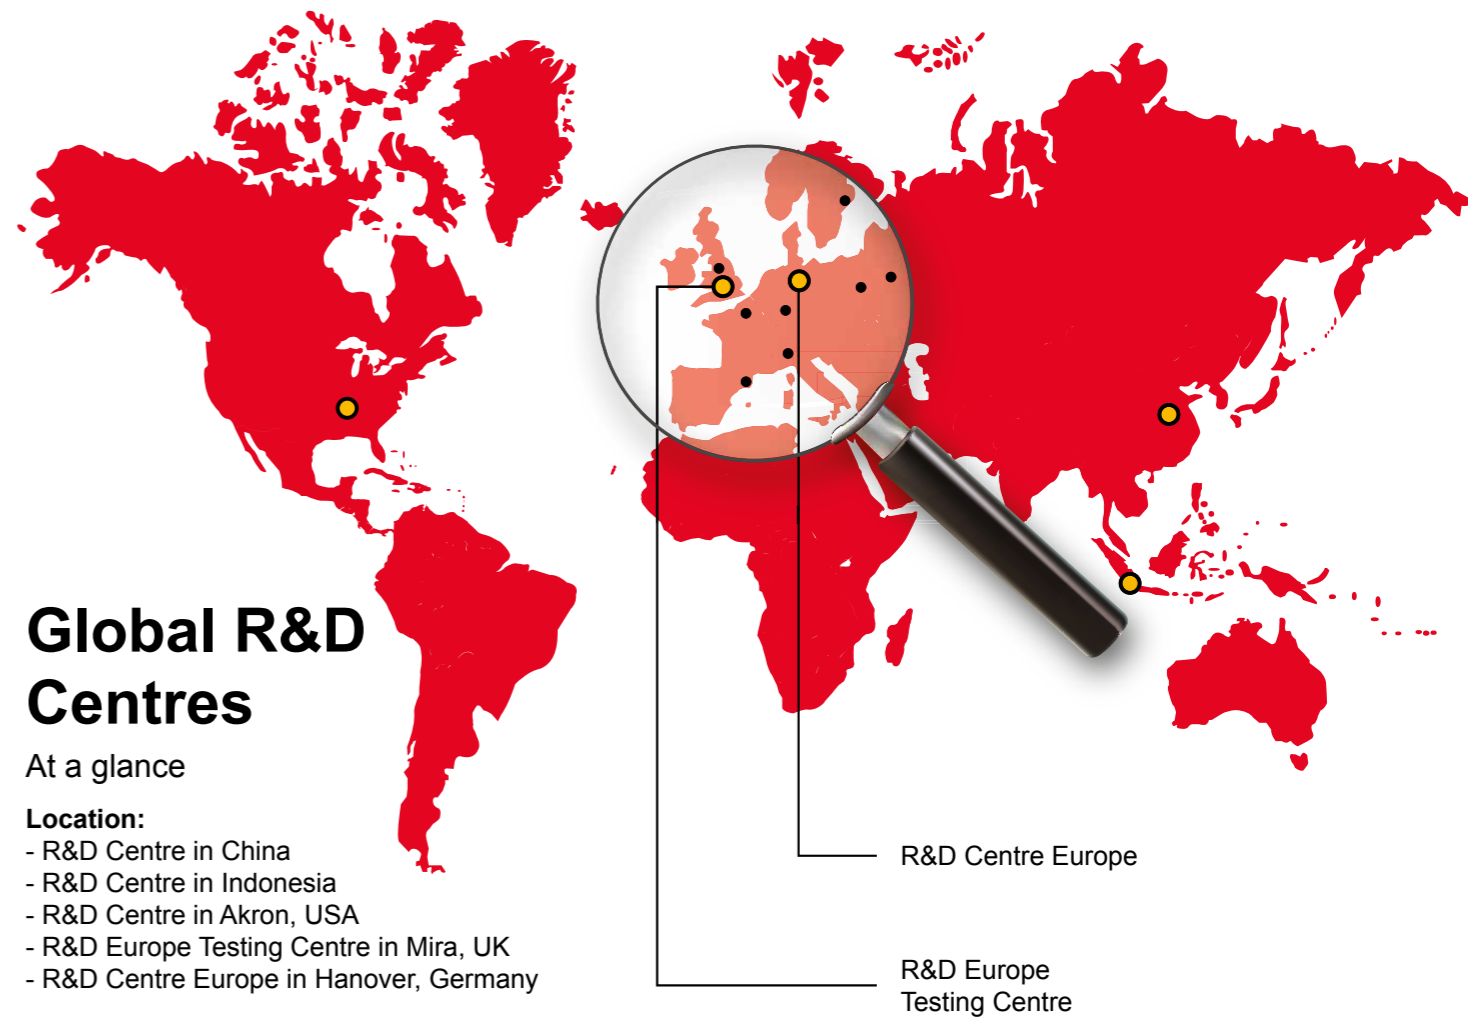 Global R&D
Centres
At a glance
Location:
- R&D Centre in China
- R&D Centre in Indonesia
- R&D Centre in Akron, USA
- R&D Europe Testing Centre in Mira, UK
- R&D Centre Europe in Hanover, Germany
R&D Centre Europe
R&D Europe
Testing Centre